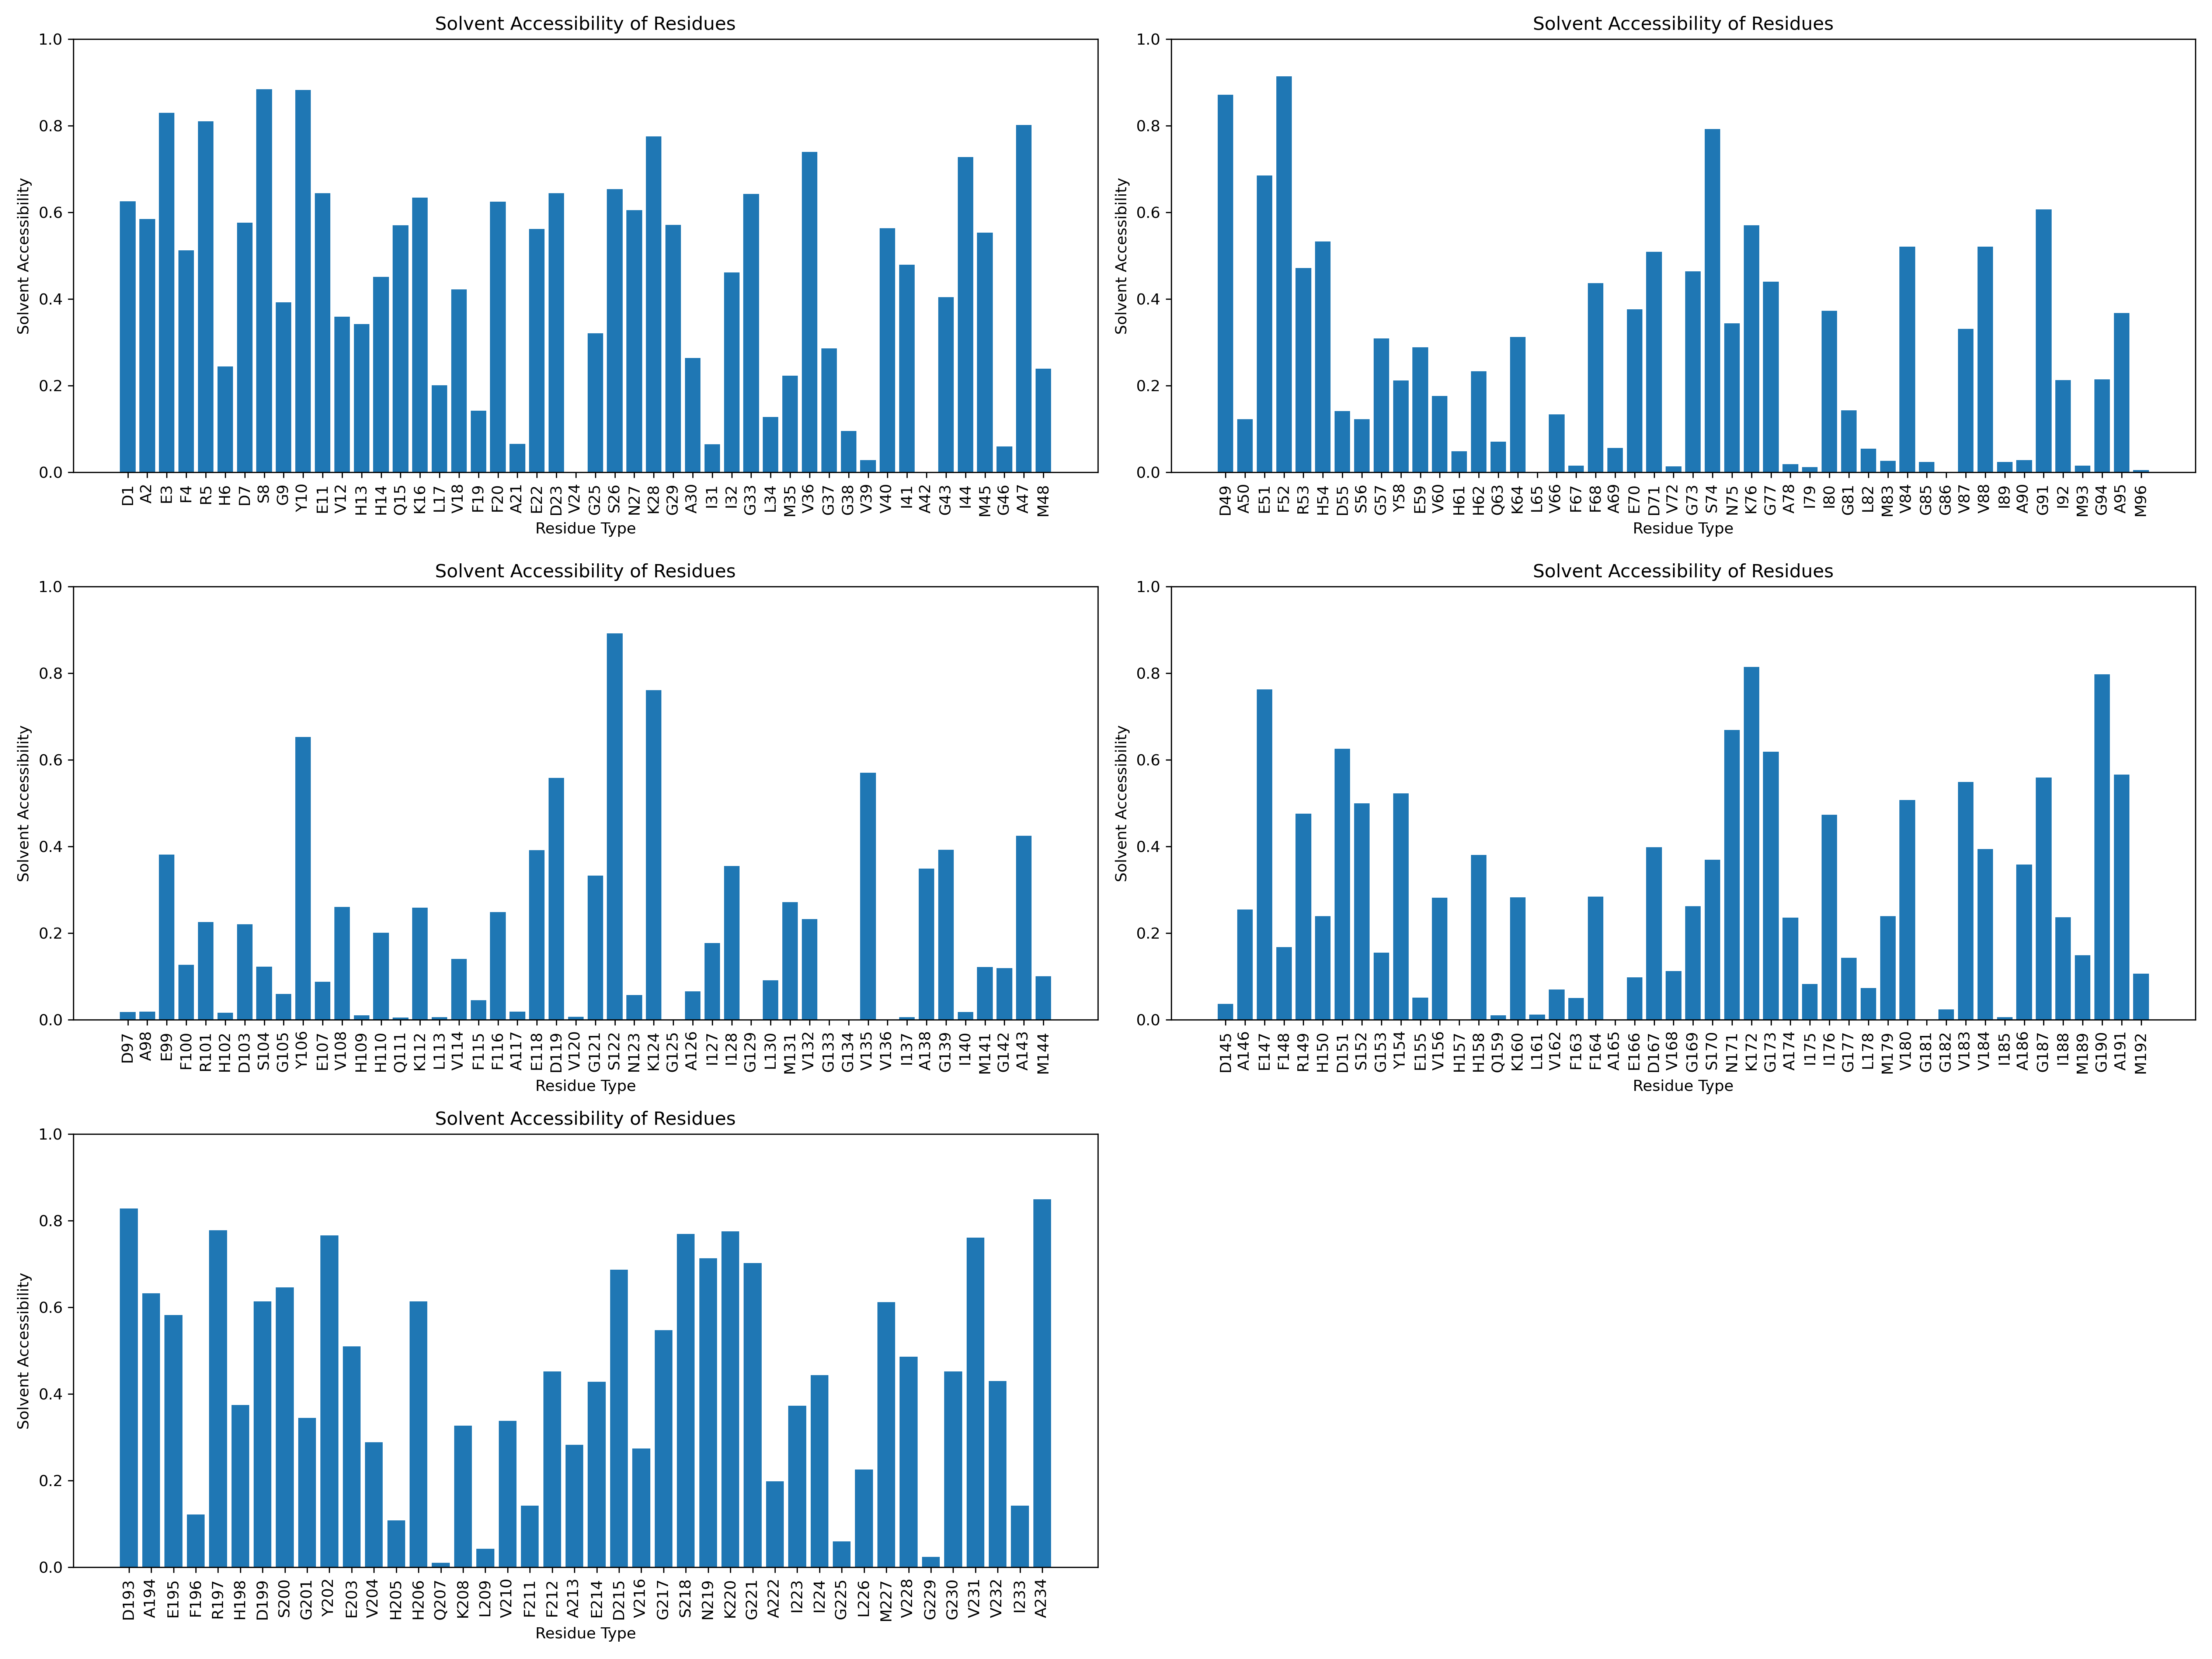 Solvent Accessibility of Residues
Solvent Accessibility
1.0
0.8
0.6
0.4
0.2
0.0
D1 A2 E3 F4 R5 H6 D7 S8 G9 Y10 E11 V12 H13 H14 Q15 K16 L17 V18 F19 F20 A21 E22 D23 V24 G25 S26 N27 K28 G29 A30 I31 I32 G33 L34 M35 V36 G37 G38 V39 V40 I41 A42 G43 I44 M45 G46 A47 M48
Residue Type
Solvent Accessibility of Residues
Solvent Accessibility
1.0
0.8
0.6
0.4
0.2
0.0
D49 A50 E51 F52 R53 H54 D55 S56 G57 Y58 E59 V60 H61 H62 Q63 K64 L65 V66 F67 F68 A69 E70 D71 V72 G73 S74 N75 K76 G77 A78 I79 I80 G81 L82 M83 V84 G85 G86 V87 V88 I89 A90 G91 I92 M93 G94 A95 M96
Residue Type
Solvent Accessibility of Residues
Solvent Accessibility
1.0
0.8
0.6
0.4
0.2
0.0
D97 A98 E99 F100 R101 H102 D103 S104 G105 Y106 E107 V108 H109 H110 Q111 K112 L113 V114 F115 F116 A117 E118 D119 V120 G121 S122 N123 K124 G125 A126 I127 I128 G129 L130 M131 V132 G133 G134 V135 V136 I137 A138 G139 I140 M141 G142 A143 M144
Residue Type
Solvent Accessibility of Residues
Solvent Accessibility
1.0
0.8
0.6
0.4
0.2
0.0
D145 A146 E147 F148 R149 H150 D151 S152 G153 Y154 E155 V156 H157 H158 Q159 K160 L161 V162 F163 F164 A165 E166 D167 V168 G169 S170 N171 K172 G173 A174 I175 I176 G177 L178 M179 V180 G181 G182 V183 V184 I185 A186 G187 I188 M189 G190 A191 M192
Residue Type
Solvent Accessibility of Residues
Solvent Accessibility
1.0
0.8
0.6
0.4
0.2
0.0
D193 A194 E195 F196 R197 H198 D199 S200 G201 Y202 E203 V204 H205 H206 Q207 K208 L209 V210 F211 F212 A213 E214 D215 V216 G217 S218 N219 K220 G221 A222 I223 I224 G225 L226 M227 V228 G229 G230 V231 V232 I233 A234
Residue Type